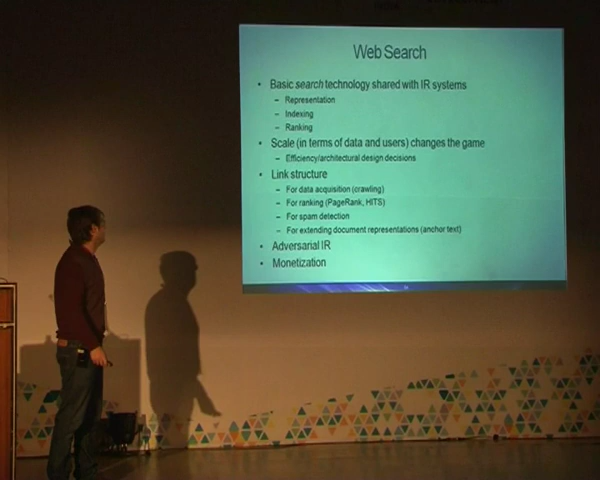 Web Search
• Basic search technology shared with IR systems
– Representation
– Indexing
– Ranking
• Scale (in terms of data and users) changes the game
– Efficiency/architectural design decisions
• Link structure
– For data acquisition (crawling)
– For ranking (PageRank, HITS)
– For spam detection
– For extending document representations (anchor text)
• Adversarial IR
• Monetization